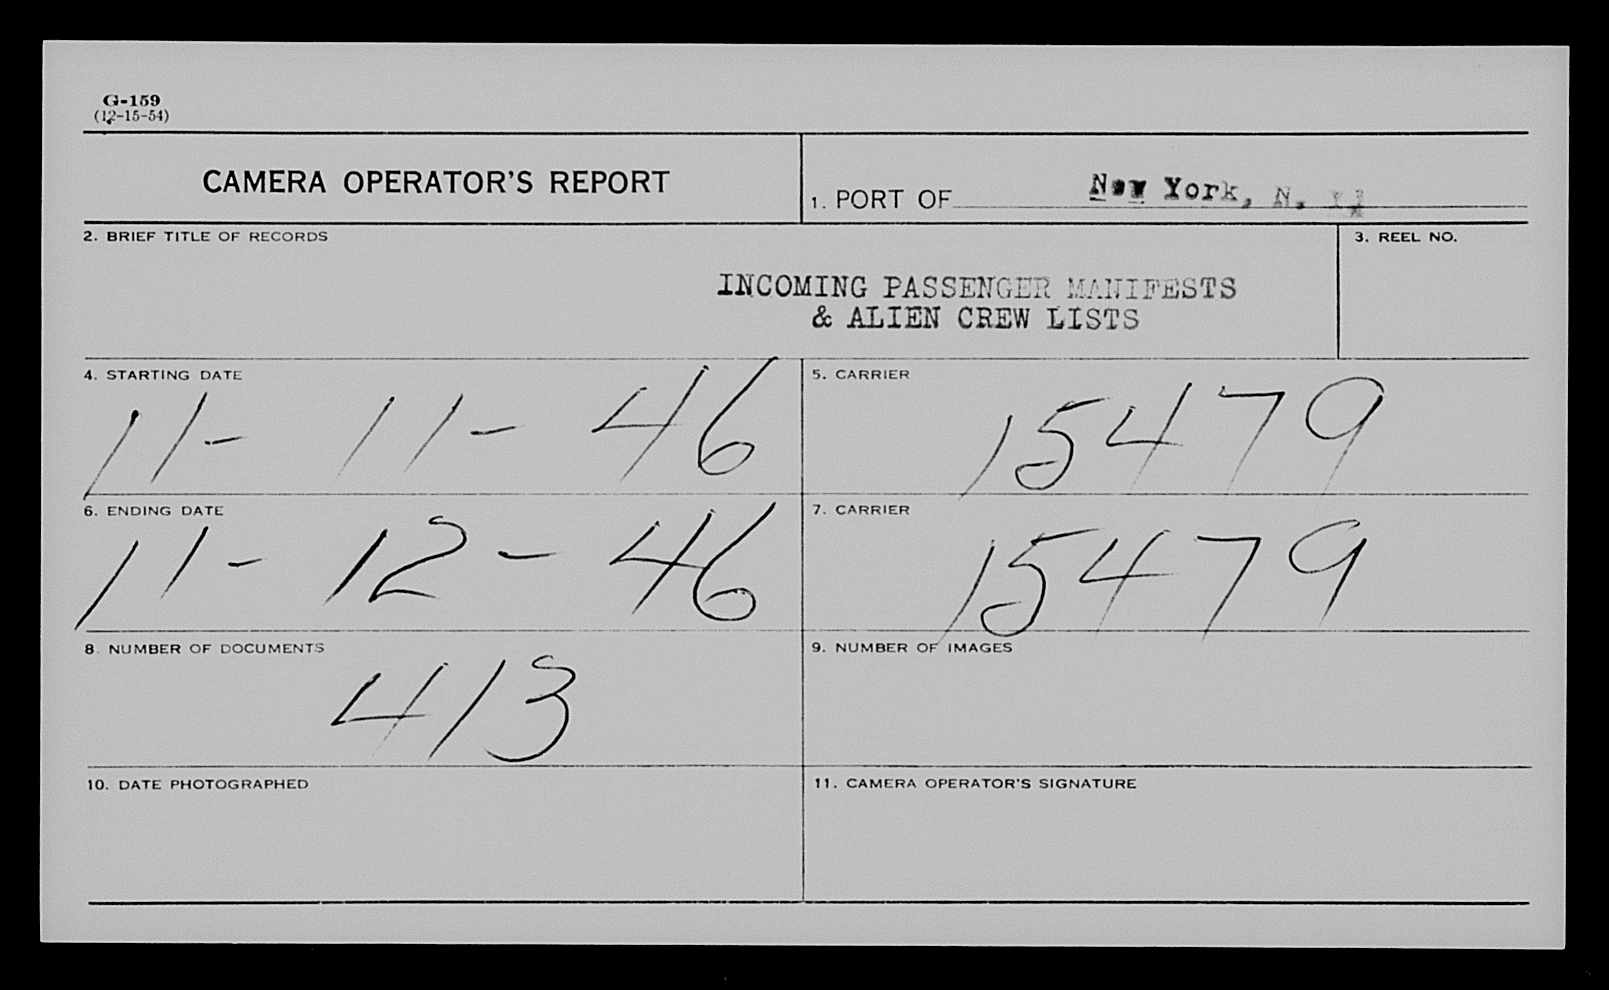 G-159
(12-15-54)
CAMERA OPERATOR'S REPORT
1. PORT OF New York, N. Y.
2. BRIEF TITLE OF RECORDS
INCOMING PASSENGER MANIFESTS
& ALIEN CREW LISTS
3. REEL NO.
4. STARTING DATE
11- 11- 46
5. CARRIER
15479
6. ENDING DATE
11- 12- 46
7. CARRIER
15479
8. NUMBER OF DOCUMENTS
413
9. NUMBER OF IMAGES
10. DATE PHOTOGRAPHED
11. CAMERA OPERATOR'S SIGNATURE